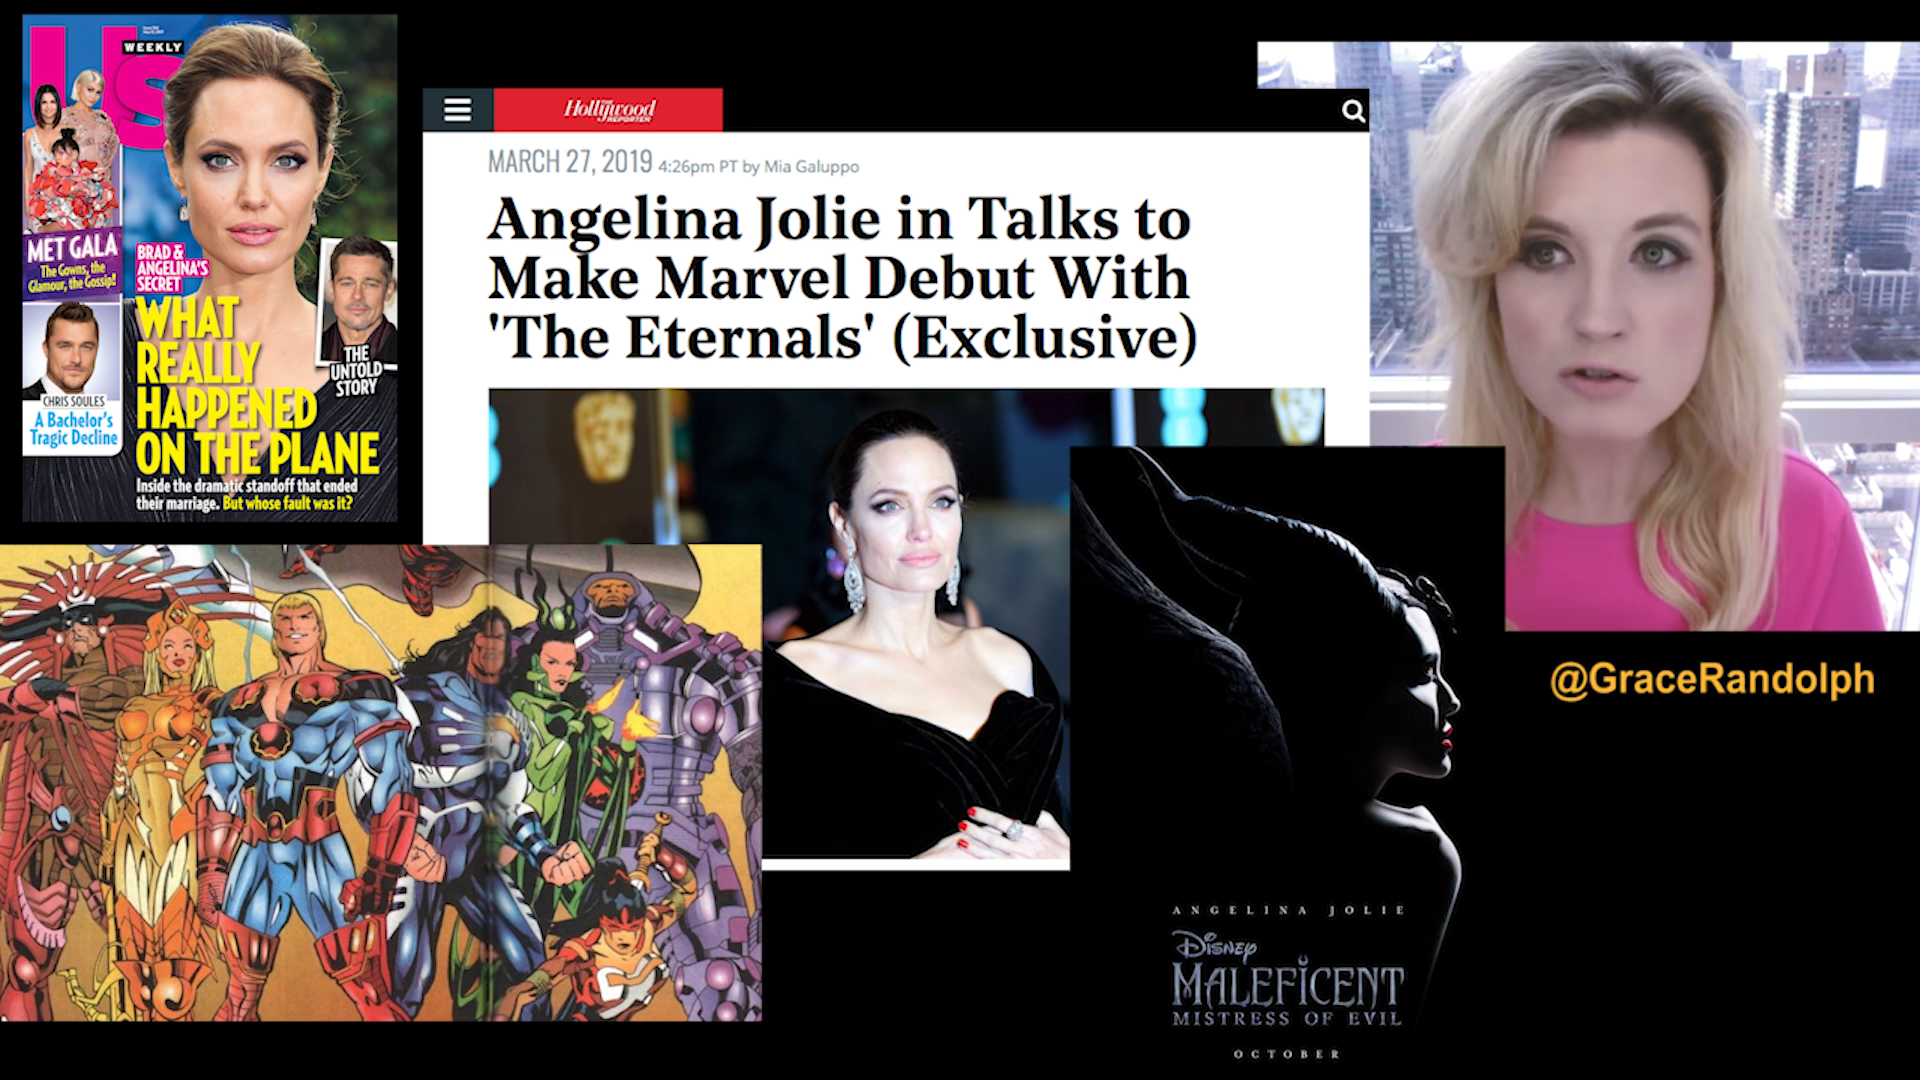 Us
WEEKLY
MET GALA
The Gowns, the
Glamour, the Gossip!
CHRIS SOULES
A Bachelor's
Tragic Decline
BRAD &
ANGELINA'S
SECRET
WHAT
REALLY
HAPPENED
ON THE PLANE
Inside the dramatic standoff that ended
their marriage. But whose fault was it?
THE
UNTOLD
STORY
THE
Hollywood
REPORTER
MARCH 27, 2019 4:26pm PT by Mia Galuppo
Angelina Jolie in Talks to
Make Marvel Debut With
'The Eternals' (Exclusive)
@GraceRandolph
ANGELINA JOLIE
DISNEY
MALEFICENT
MISTRESS OF EVIL
OCTOBER